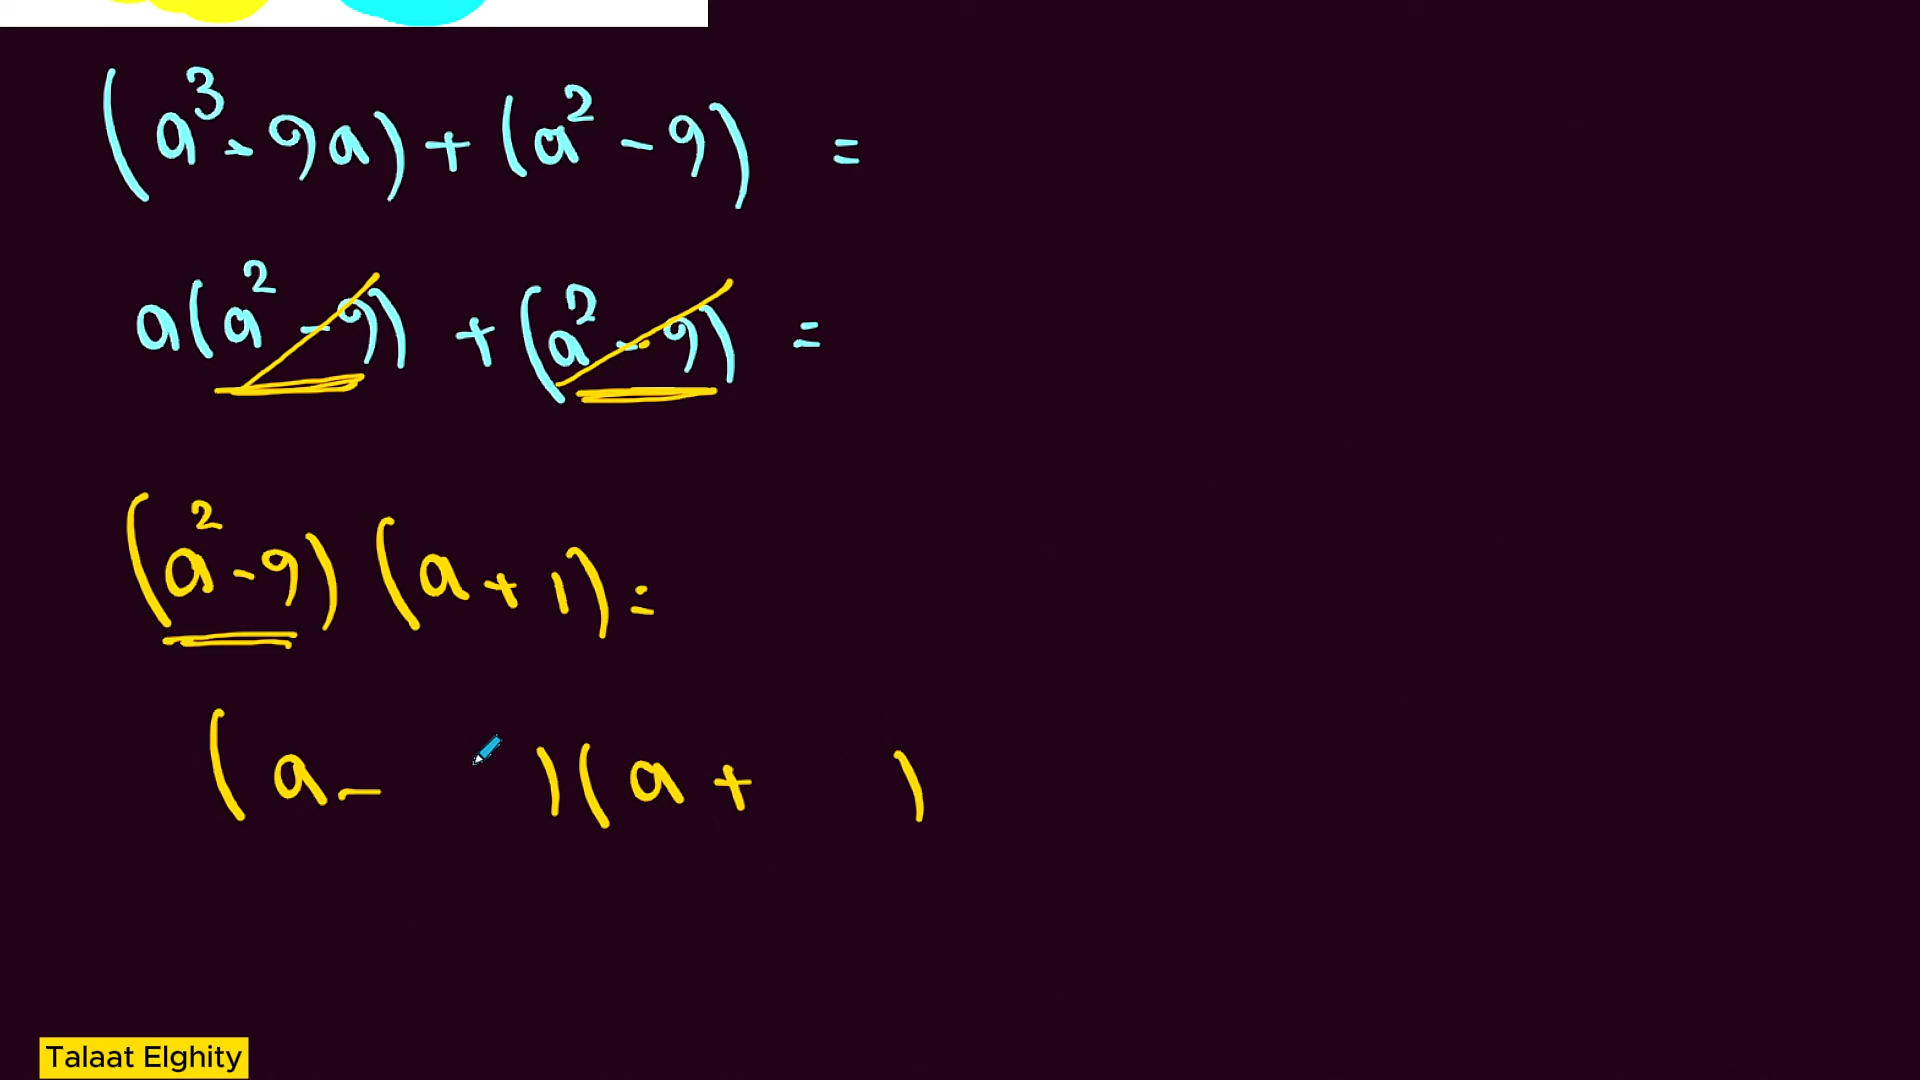 (a³ - 9a) + (a² - 9) =
a(a² - 9) + (a² - 9) =
(a² - 9) (a + 1) =
(a -   )(a +   )
Talaat Elghity